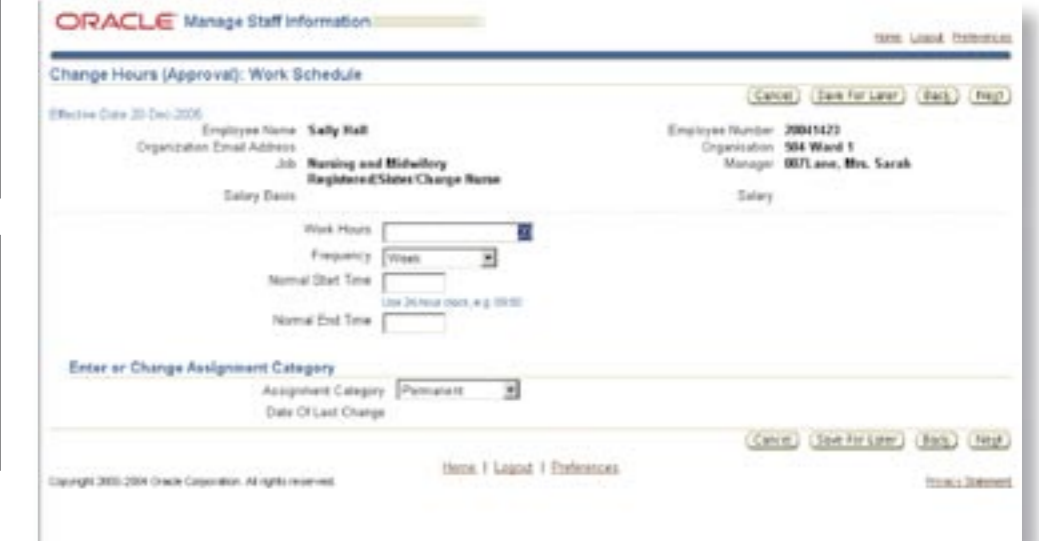 ORACLE Manage Staff Information
Home Logout Preferences
Change Hours (Approval): Work Schedule
Cancel Save For Later Back Next
Effective Date 20-Dec-2005
Employee Name Sally Hall Employee Number 20041423
Organization Email Address Organisation 504 Ward 1
Job Nursing and Midwifery Manager 007Lane, Mrs. Sarah
Registered|Sister/Charge Nurse
Salary Basis Salary
Work Hours
Frequency Week
Normal Start Time
Use 24 hour clock, e.g. 09:00
Normal End Time
Enter or Change Assignment Category
Assignment Category Permanent
Date Of Last Change
Cancel Save For Later Back Next
Home | Logout | Preferences
Copyright 2000-2004 Oracle Corporation. All rights reserved. Privacy Statement